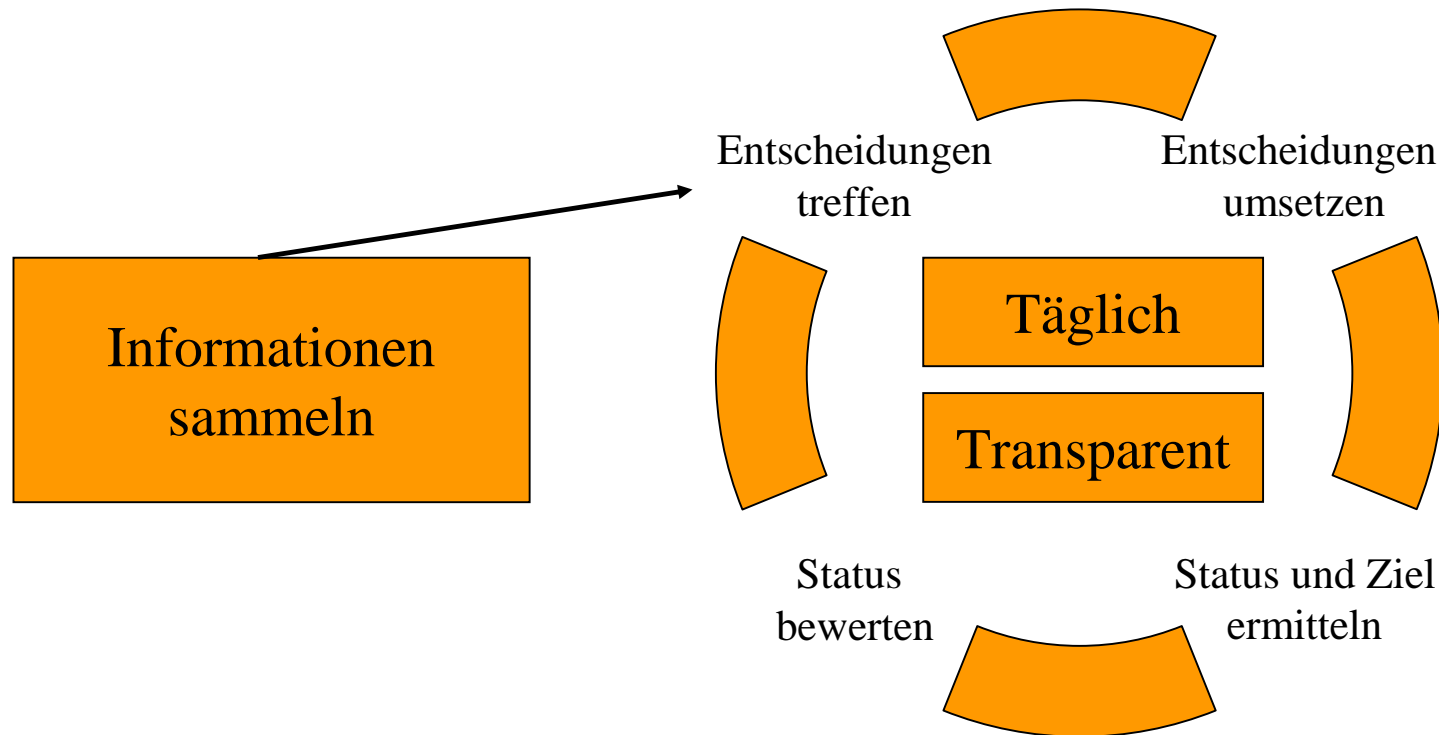 Entscheidungen
treffen
Entscheidungen
umsetzen
Informationen
sammeln
Täglich
Transparent
Status
bewerten
Status und Ziel
ermitteln